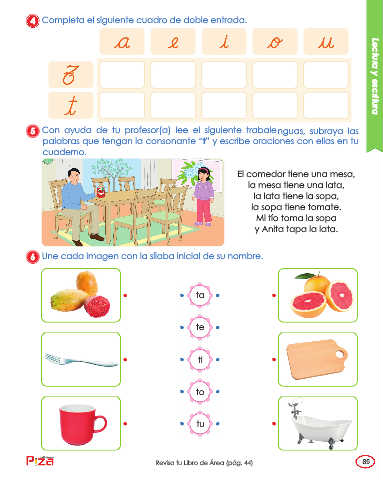 4 Completa el siguiente cuadro de doble entrada.
a e i o u
z
t
Lectura y escritura
5 Con ayuda de tu profesor(a) lee el siguiente trabalenguas, subraya las
palabras que tengan la consonante "t" y escribe oraciones con ellas en tu
cuaderno.
El comedor tiene una mesa,
la mesa tiene una lata,
la lata tiene la sopa,
la sopa tiene tomate.
Mi tío toma la sopa
y Anita tapa la lata.
6 Une cada imagen con la sílaba inicial de su nombre.
ta
te
ti
to
tu
Piza
Revisa tu Libro de Área (pág. 44)
85